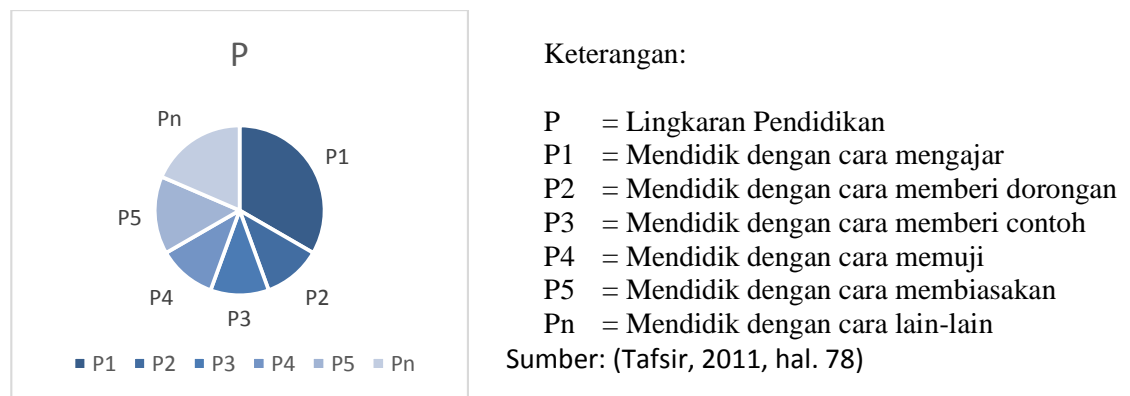 P
Pn
P1
P5
P4
P3
P2
P1 P2 P3 P4 P5 Pn
Keterangan:
P = Lingkaran Pendidikan
P1 = Mendidik dengan cara mengajar
P2 = Mendidik dengan cara memberi dorongan
P3 = Mendidik dengan cara memberi contoh
P4 = Mendidik dengan cara memuji
P5 = Mendidik dengan cara membiasakan
Pn = Mendidik dengan cara lain-lain
Sumber: (Tafsir, 2011, hal. 78)